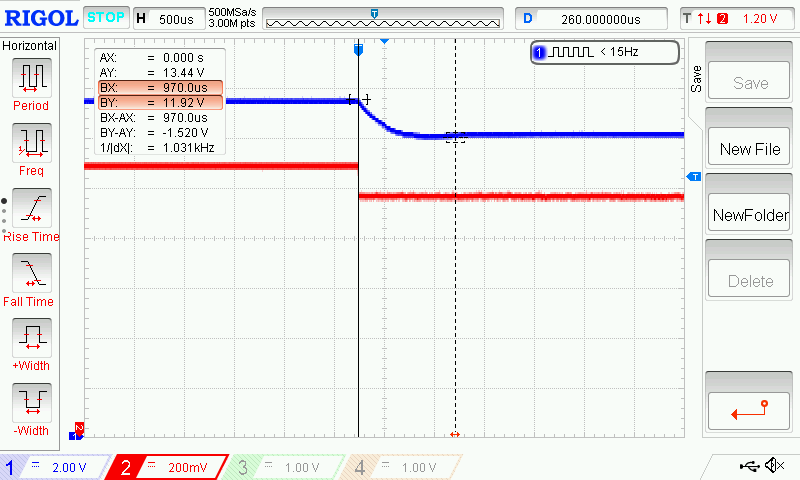 RIGOL STOP H 500us 500MSa/s 3.00M pts T D 260.000000us T 2 1.20 V
Horizontal
Period
Freq
Rise Time
Fall Time
+Width
-Width
AX: = 0.000 s
AY: = 13.44 V
BX: = 970.0us
BY: = 11.92 V
BX-AX: = 970.0us
BY-AY: = -1.520 V
1/|dX|: = 1.031kHz
1 < 15Hz
T
2
1
Save
Save
New File
NewFolder
Delete
1 = 2.00 V 2 = 200mV 3 = 1.00 V 4 = 1.00 V